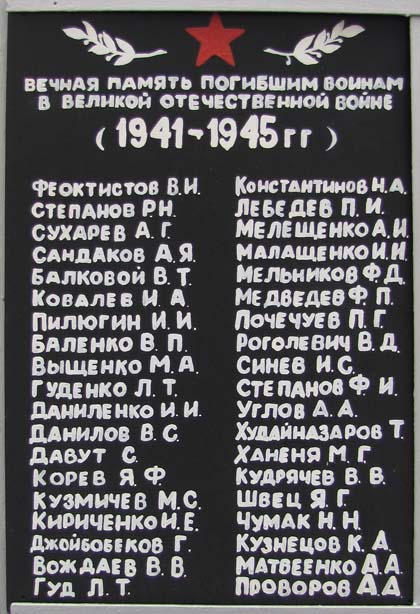 ВЕЧНАЯ ПАМЯТЬ ПОГИБШИМ ВОИНАМ
В ВЕЛИКОЙ ОТЕЧЕСТВЕННОЙ ВОЙНЕ
( 1941-1945гг )
ФЕОКТИСТОВ В.И.
СТЕПАНОВ Р.Н.
СУХАРЕВ А.Г.
САНДАКОВ А.Я.
БАЛКОВОЙ В.Т.
КОВАЛЕВ И.А.
ПИЛЮГИН И.И.
БАЛЕНКО В.П.
ВЫЩЕНКО М.А.
ГУДЕНКО Л.Т.
ДАНИЛЕНКО И.И.
ДАНИЛОВ В.С.
ДАВУТ С.
КОРЕВ Я.Ф.
КУЗМИЧЕВ М.С.
КИРИЧЕНКО И.Е.
ДЖОЙБОБЕКОВ Г.
ВОЖДАЕВ В.В.
ГУД Л.Т.
КОНСТАНТИНОВ Н.А.
ЛЕБЕДЕВ П.И.
МЕЛЕЩЕНКО А.И.
МАЛАЩЕНКО И.И.
МЕЛЬНИКОВ Ф.Д.
МЕДВЕДЕВ Ф.П.
ПОЧЕЧУЕВ П.Г.
РОГОЛЕВИЧ В.Д.
СИНЕВ И.С.
СТЕПАНОВ Ф.И.
УГЛОВ А.А.
ХУДАЙНАЗАРОВ Т.
ХАНЕНЯ М.Г.
КУДРЯЧЕВ В.В.
ШВЕЦ Я.Г.
ЧУМАК Н.Н.
КУЗНЕЦОВ К.А.
МАТВЕЕНКО А.А.
ПРОВОРОВ А.А.